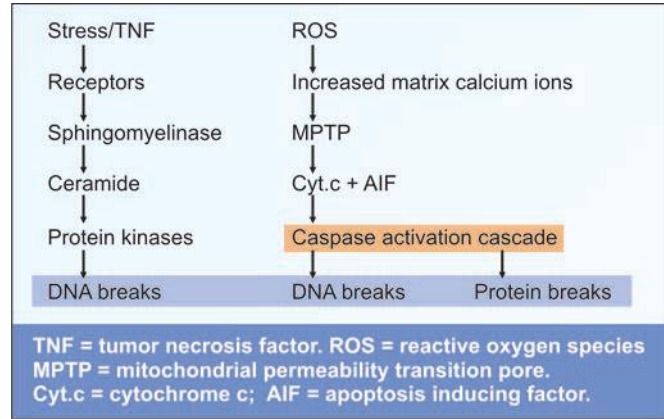 Stress/TNF ROS
Receptors Increased matrix calcium ions
Sphingomyelinase MPTP
Ceramide Cyt.c + AIF
Protein kinases Caspase activation cascade
DNA breaks DNA breaks Protein breaks
TNF = tumor necrosis factor. ROS = reactive oxygen species
MPTP = mitochondrial permeability transition pore.
Cyt.c = cytochrome c; AIF = apoptosis inducing factor.